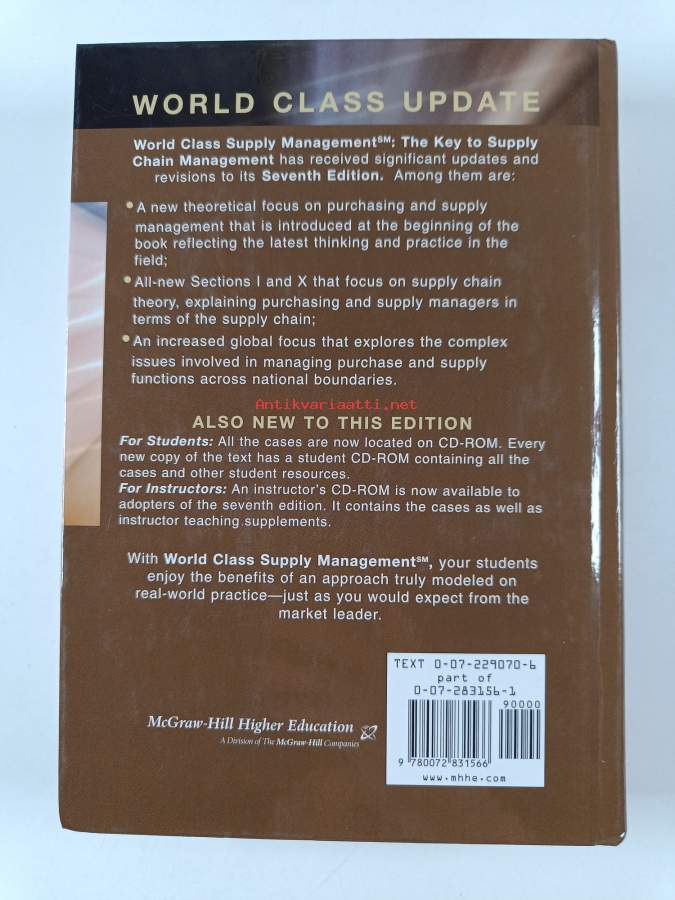 WORLD CLASS UPDATE
World Class Supply Management℠: The Key to Supply
Chain Management has received significant updates and
revisions to its Seventh Edition. Among them are:
• A new theoretical focus on purchasing and supply
management that is introduced at the beginning of the
book reflecting the latest thinking and practice in the
field;
• All-new Sections I and X that focus on supply chain
theory, explaining purchasing and supply managers in
terms of the supply chain;
• An increased global focus that explores the complex
issues involved in managing purchase and supply
functions across national boundaries.
Antikvariaatti.net
ALSO NEW TO THIS EDITION
For Students: All the cases are now located on CD-ROM. Every
new copy of the text has a student CD-ROM containing all the
cases and other student resources.
For Instructors: An instructor's CD-ROM is now available to
adopters of the seventh edition. It contains the cases as well as
instructor teaching supplements.
With World Class Supply Management℠, your students
enjoy the benefits of an approach truly modeled on
real-world practice—just as you would expect from the
market leader.
TEXT 0-07-229070-6
part of
0-07-283156-1
90000
9 780072 831566
www.mhhe.com
McGraw-Hill Higher Education
A Division of The McGraw-Hill Companies